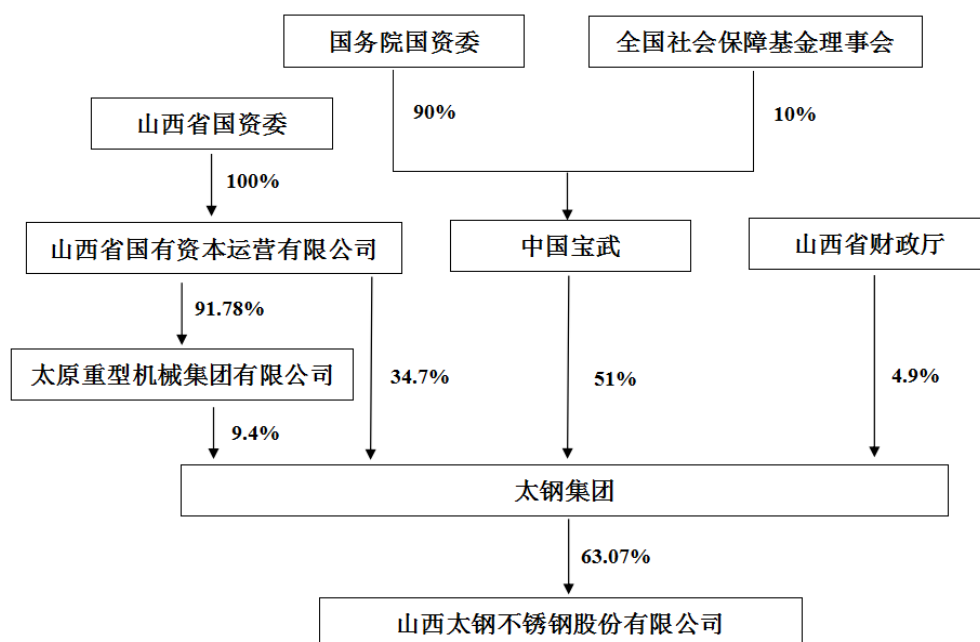 国务院国资委
全国社会保障基金理事会
90%
10%
山西省国资委
100%
山西省国有资本运营有限公司
中国宝武
山西省财政厅
91.78%
太原重型机械集团有限公司
34.7%
51%
4.9%
9.4%
太钢集团
63.07%
山西太钢不锈钢股份有限公司